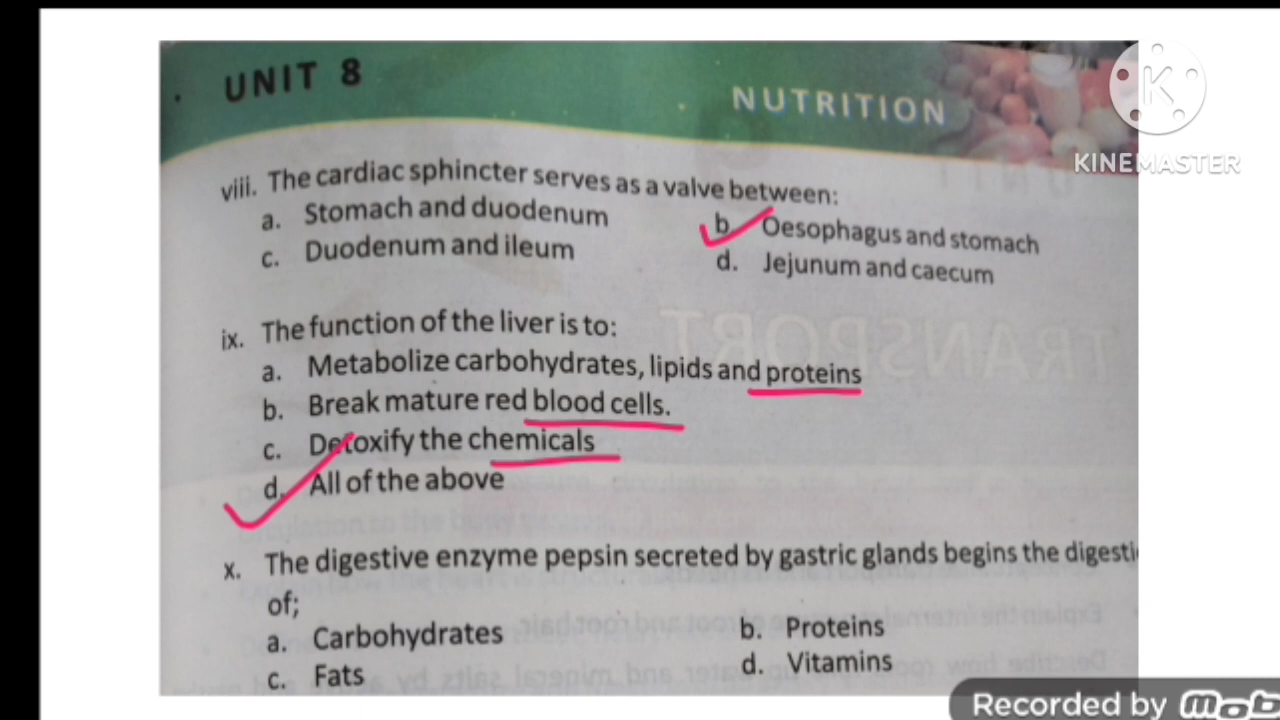 UNIT 8
NUTRITION
KINEMASTER
viii. The cardiac sphincter serves as a valve between:
a. Stomach and duodenum b. Oesophagus and stomach
c. Duodenum and ileum d. Jejunum and caecum
ix. The function of the liver is to:
a. Metabolize carbohydrates, lipids and proteins
b. Break mature red blood cells.
c. Detoxify the chemicals
d. All of the above
x. The digestive enzyme pepsin secreted by gastric glands begins the digesti
of;
a. Carbohydrates b. Proteins
c. Fats d. Vitamins
Recorded by mob